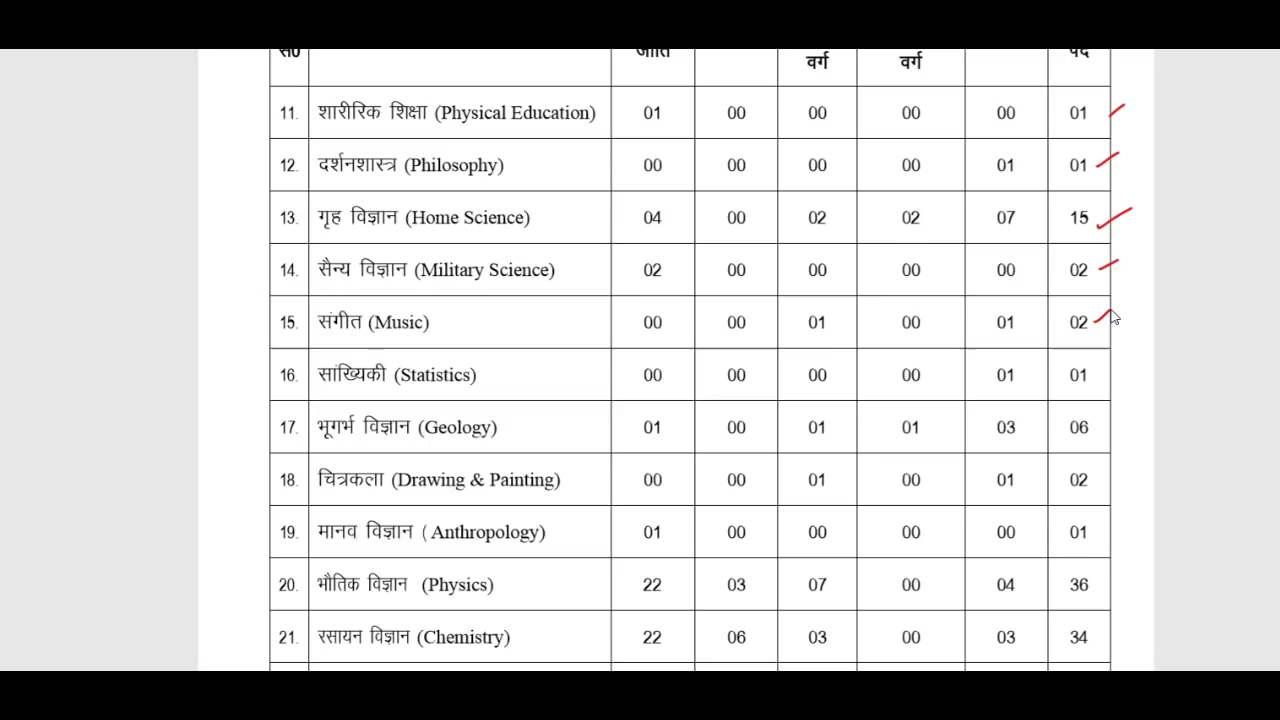 वर्ग वर्ग
11. शारीरिक शिक्षा (Physical Education) 01 00 00 00 00 01
12. दर्शनशास्त्र (Philosophy) 00 00 00 00 01 01
13. गृह विज्ञान (Home Science) 04 00 02 02 07 15
14. सैन्य विज्ञान (Military Science) 02 00 00 00 00 02
15. संगीत (Music) 00 00 01 00 01 02
16. सांख्यिकी (Statistics) 00 00 00 00 01 01
17. भूगर्भ विज्ञान (Geology) 01 00 01 01 03 06
18. चित्रकला (Drawing & Painting) 00 00 01 00 01 02
19. मानव विज्ञान ( Anthropology) 01 00 00 00 00 01
20. भौतिक विज्ञान (Physics) 22 03 07 00 04 36
21. रसायन विज्ञान (Chemistry) 22 06 03 00 03 34